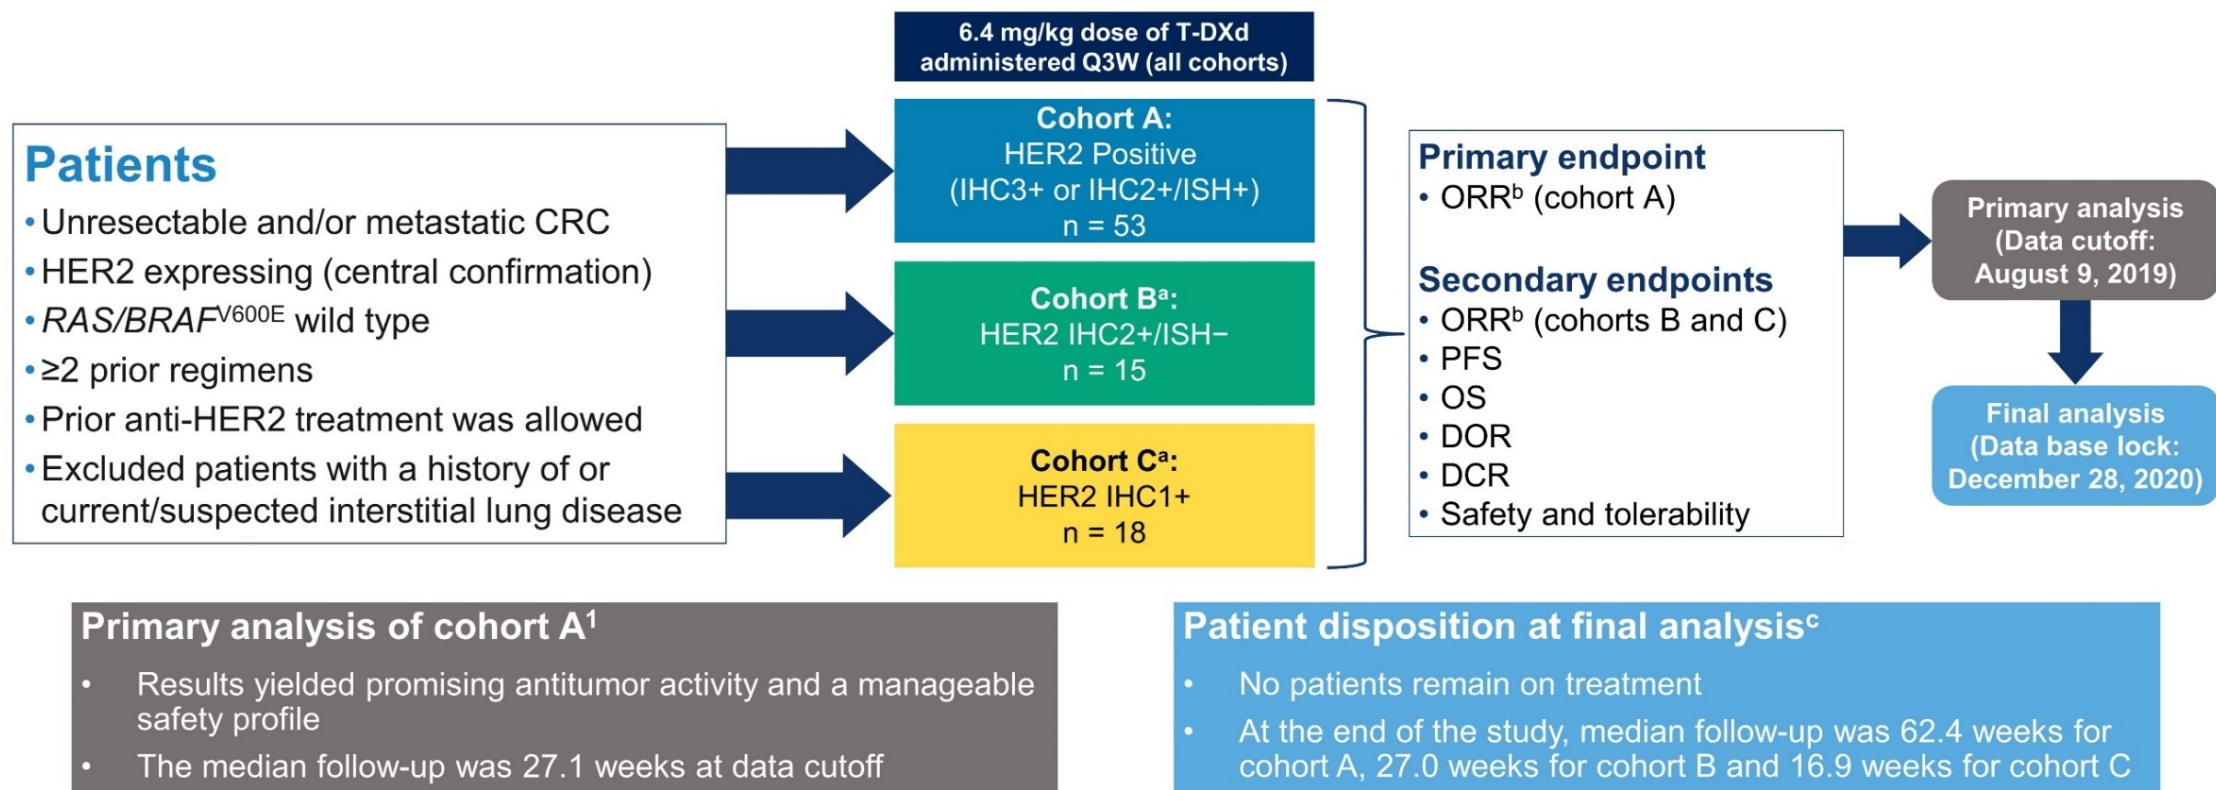 6.4 mg/kg dose of T-DXd
administered Q3W (all cohorts)
Patients
• Unresectable and/or metastatic CRC
• HER2 expressing (central confirmation)
• RAS/BRAFV600E wild type
• ≥2 prior regimens
• Prior anti-HER2 treatment was allowed
• Excluded patients with a history of or
current/suspected interstitial lung disease
Cohort A:
HER2 Positive
(IHC3+ or IHC2+/ISH+)
n = 53
Cohort Bᵃ:
HER2 IHC2+/ISH−
n = 15
Cohort Cᵃ:
HER2 IHC1+
n = 18
Primary endpoint
• ORRᵇ (cohort A)
Secondary endpoints
• ORRᵇ (cohorts B and C)
• PFS
• OS
• DOR
• DCR
• Safety and tolerability
Primary analysis
(Data cutoff:
August 9, 2019)
Final analysis
(Data base lock:
December 28, 2020)
Primary analysis of cohort A¹
• Results yielded promising antitumor activity and a manageable
safety profile
• The median follow-up was 27.1 weeks at data cutoff
Patient disposition at final analysisᶜ
• No patients remain on treatment
• At the end of the study, median follow-up was 62.4 weeks for
cohort A, 27.0 weeks for cohort B and 16.9 weeks for cohort C